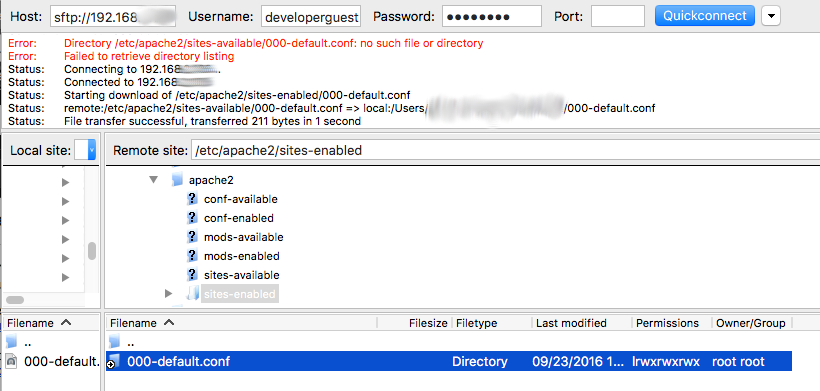 Host: sftp://192.168 Username: developerguest Password: ●●●●●●●● Port: Quickconnect
Error: Directory /etc/apache2/sites-available/000-default.conf: no such file or directory
Error: Failed to retrieve directory listing
Status: Connecting to 192.168
Status: Connected to 192.168
Status: Starting download of /etc/apache2/sites-enabled/000-default.conf
Status: remote:/etc/apache2/sites-available/000-default.conf => local:/Users/ /000-default.conf
Status: File transfer successful, transferred 211 bytes in 1 second
Local site: Remote site: /etc/apache2/sites-enabled
apache2
conf-available
conf-enabled
mods-available
mods-enabled
sites-available
sites-enabled
Filename Filename Filesize Filetype Last modified Permissions Owner/Group
.. ..
000-default. 000-default.conf Directory 09/23/2016 1... lrwxrwxrwx root root